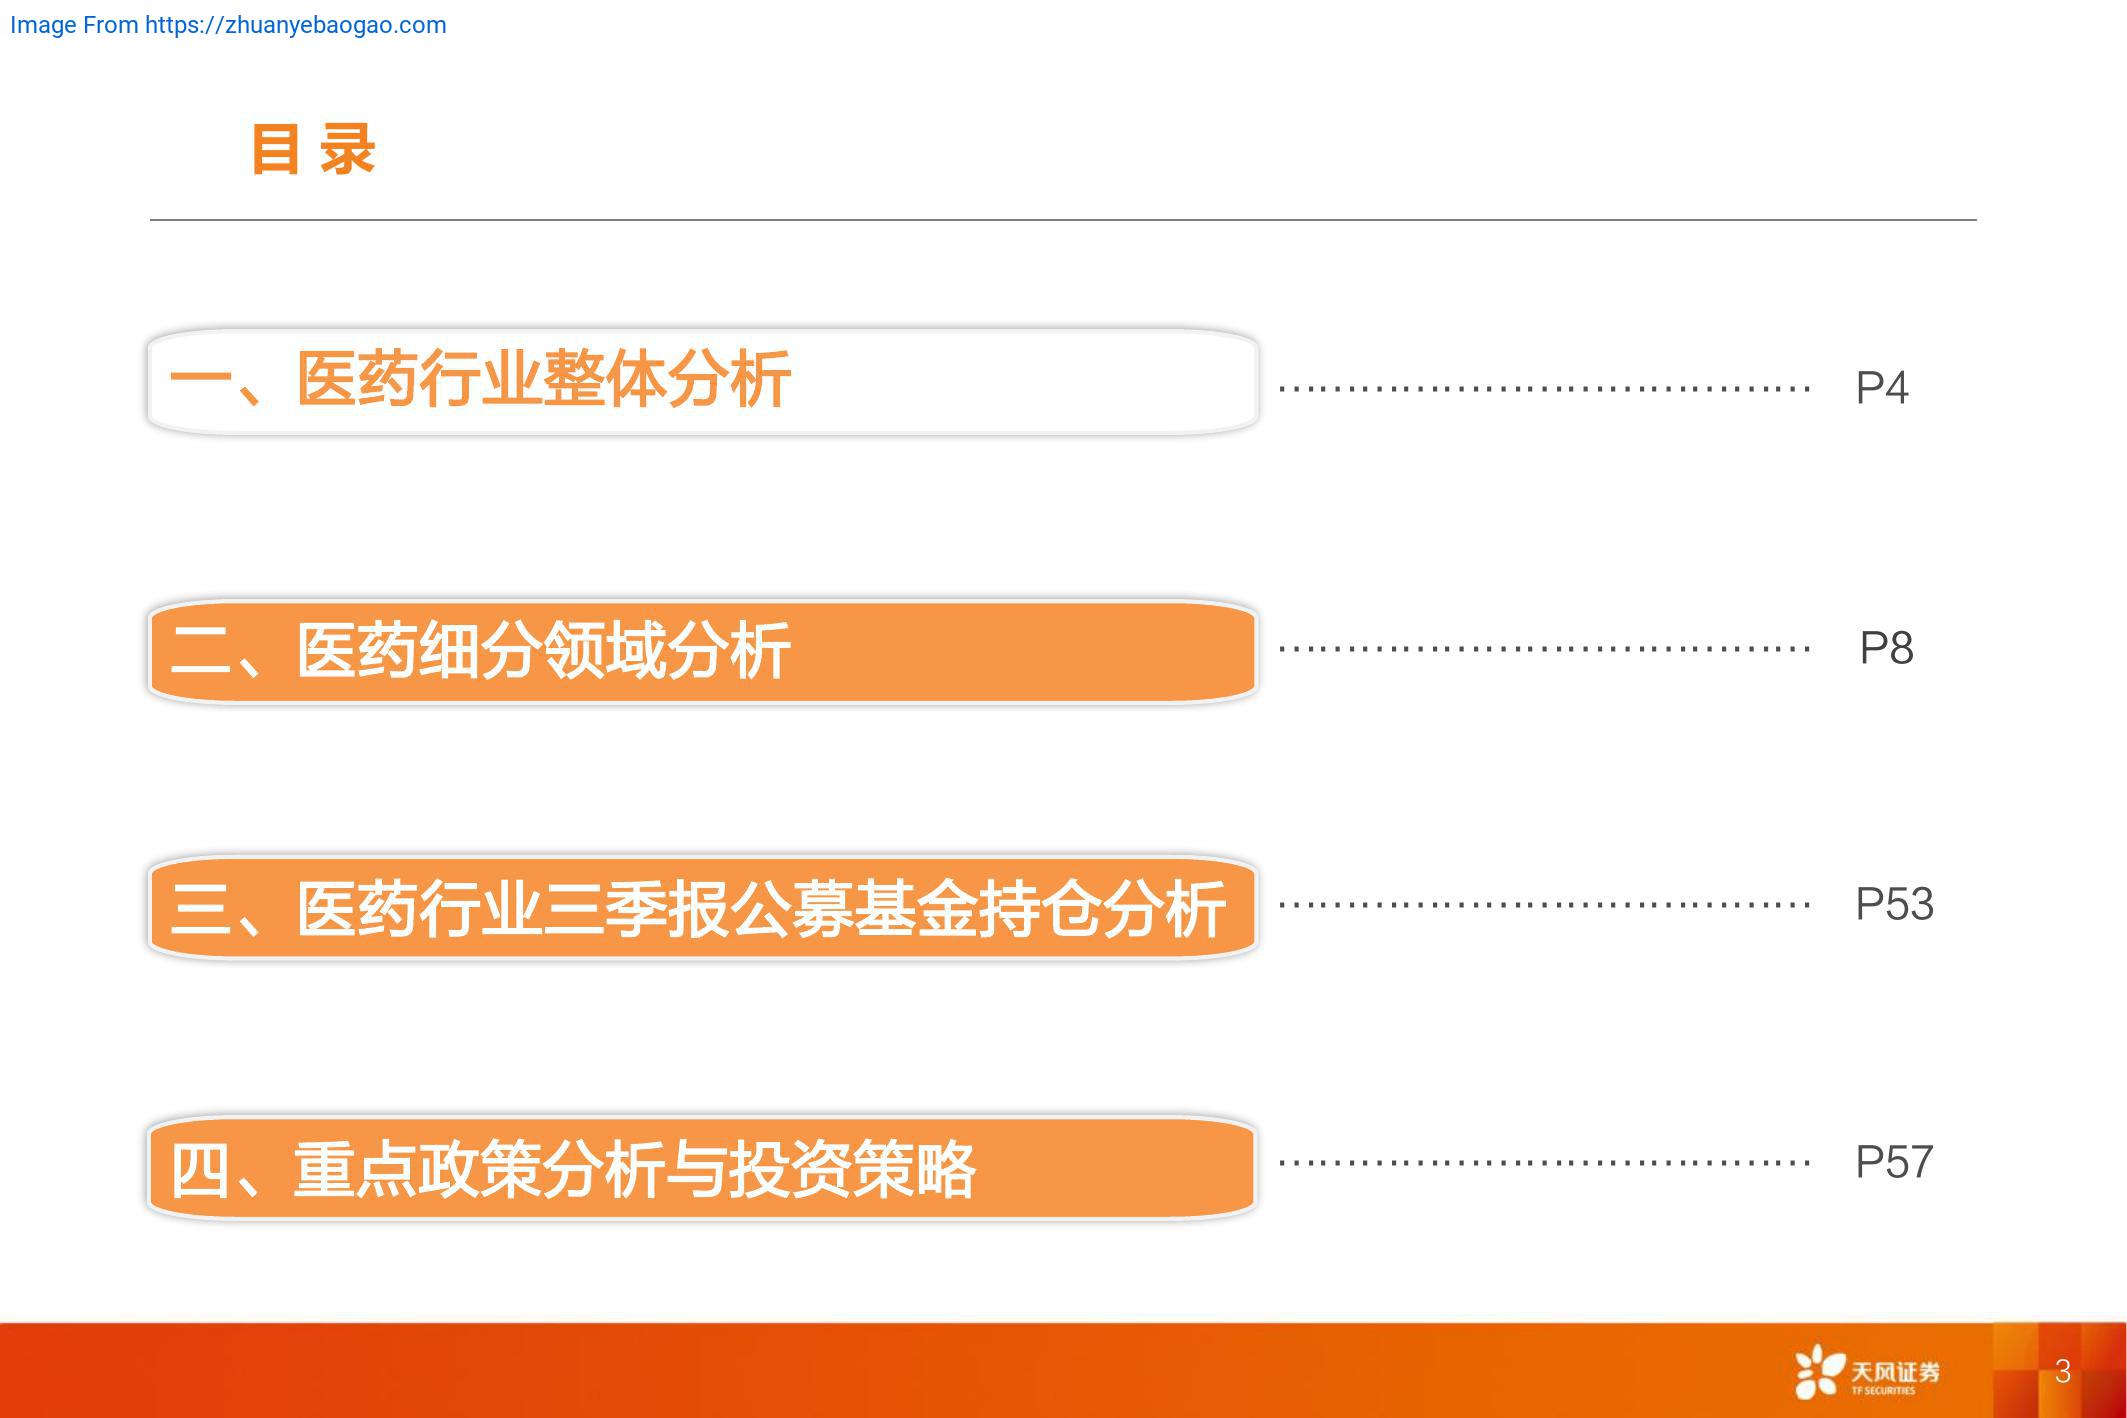 Image From https://zhuanyebaogao.com
目 录
一、医药行业整体分析 ······································· P4
二、医药细分领域分析 ······································· P8
三、医药行业三季报公募基金持仓分析 ······································· P53
四、重点政策分析与投资策略 ······································· P57
天风证券
TF SECURITIES
3